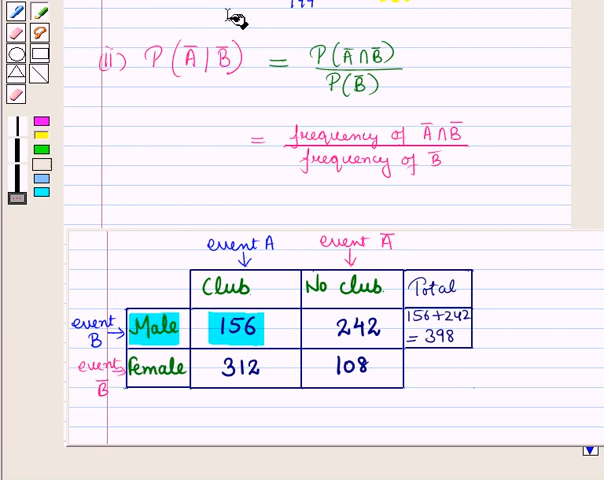 199
(ii) P(A̅|B̅) = P(A̅∩B̅)
P(B̅)
= frequency of A̅∩B̅
frequency of B̅
event A event A̅
Club No club Total
event B Male 156 242 156+242 = 398
event B̅ Female 312 108